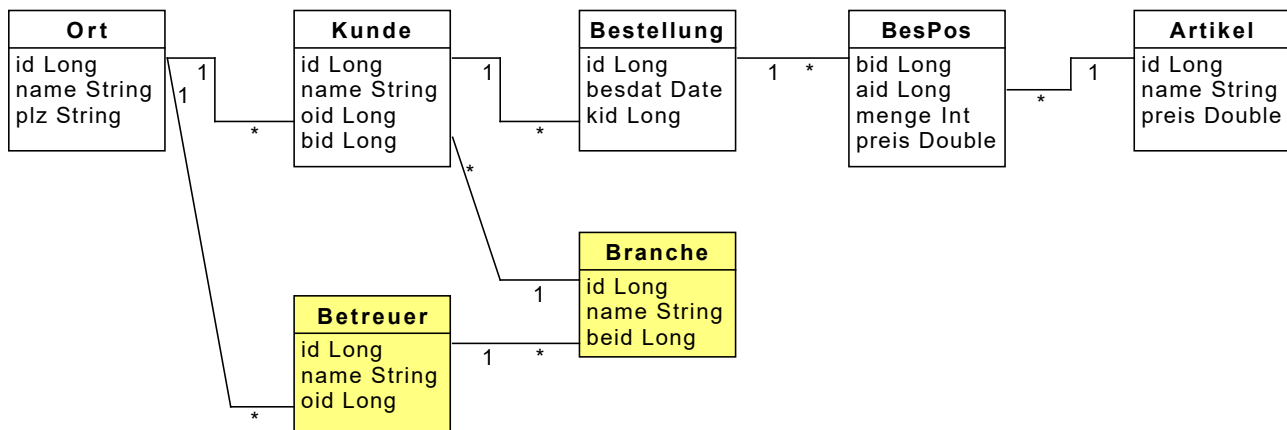 Ort
id Long
name String
plz String
1
1
*
*
Kunde
id Long
name String
oid Long
bid Long
1
*
*
1
Bestellung
id Long
besdat Date
kid Long
1
*
BesPos
bid Long
aid Long
menge Int
preis Double
*
1
Artikel
id Long
name String
preis Double
Branche
id Long
name String
beid Long
Betreuer
id Long
name String
oid Long
1
*